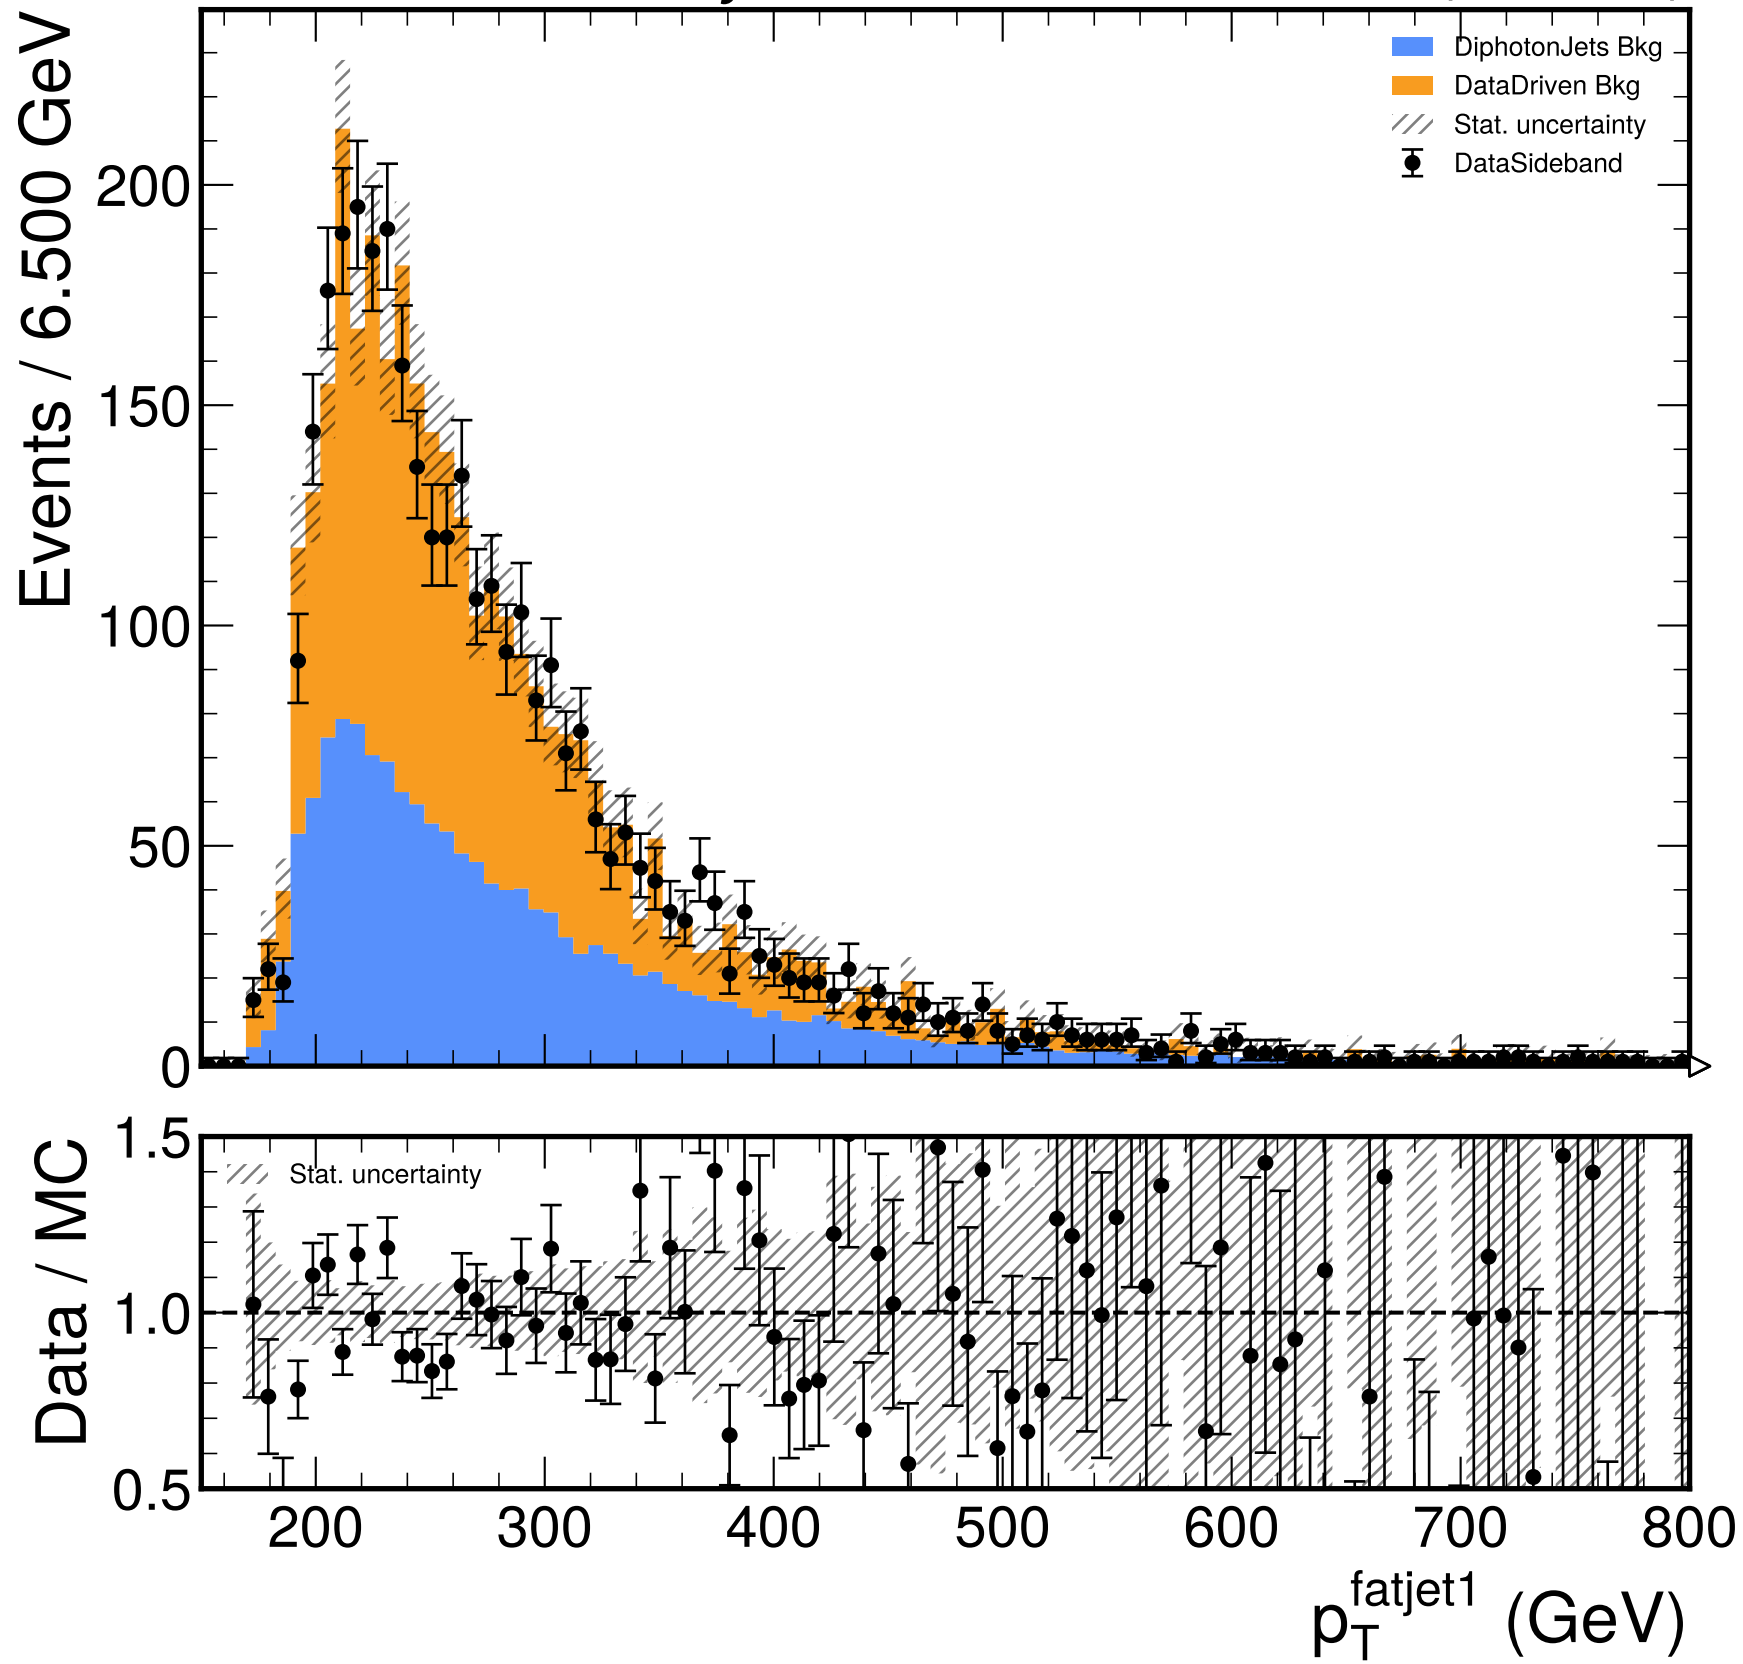 Events / 6.500 GeV
200
150
100
50
0
DiphotonJets Bkg
DataDriven Bkg
Stat. uncertainty
DataSideband
Data / MC
1.5
1.0
0.5
Stat. uncertainty
200 300 400 500 600 700 800
p_T^fatjet1 (GeV)